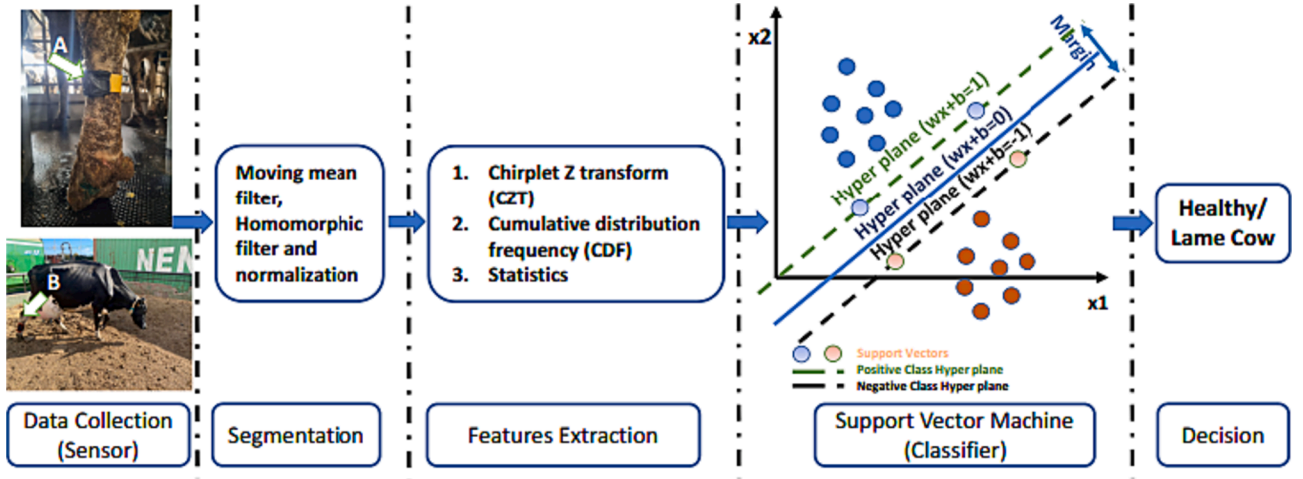 A
B
NEN
Data Collection
(Sensor)
Moving mean
filter,
Homomorphic
filter and
normalization
Segmentation
1. Chirplet Z transform
(CZT)
2. Cumulative distribution
frequency (CDF)
3. Statistics
Features Extraction
x2
Margin
Hyper plane (wx+b=1)
Hyper plane (wx+b=0)
Hyper plane (wx+b=-1)
x1
Support Vectors
Positive Class Hyper plane
Negative Class Hyper plane
Support Vector Machine
(Classifier)
Healthy/
Lame Cow
Decision